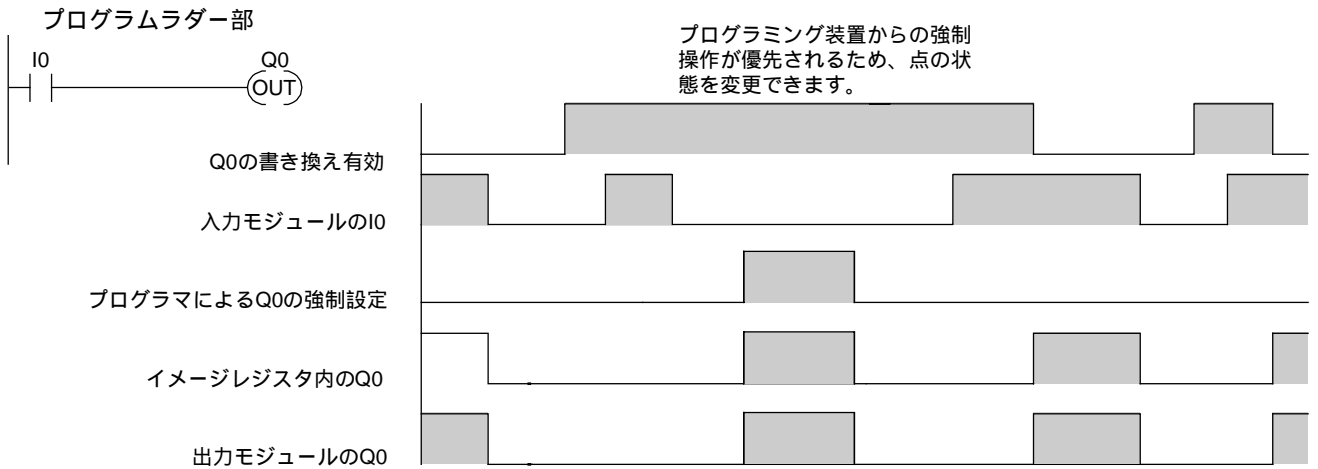 プログラムラダー部
I0
Q0
OUT
プログラミング装置からの強制
操作が優先されるため、点の状
態を変更できます。
Q0の書き換え有効
入力モジュールのI0
プログラマによるQ0の強制設定
イメージレジスタ内のQ0
出力モジュールのQ0